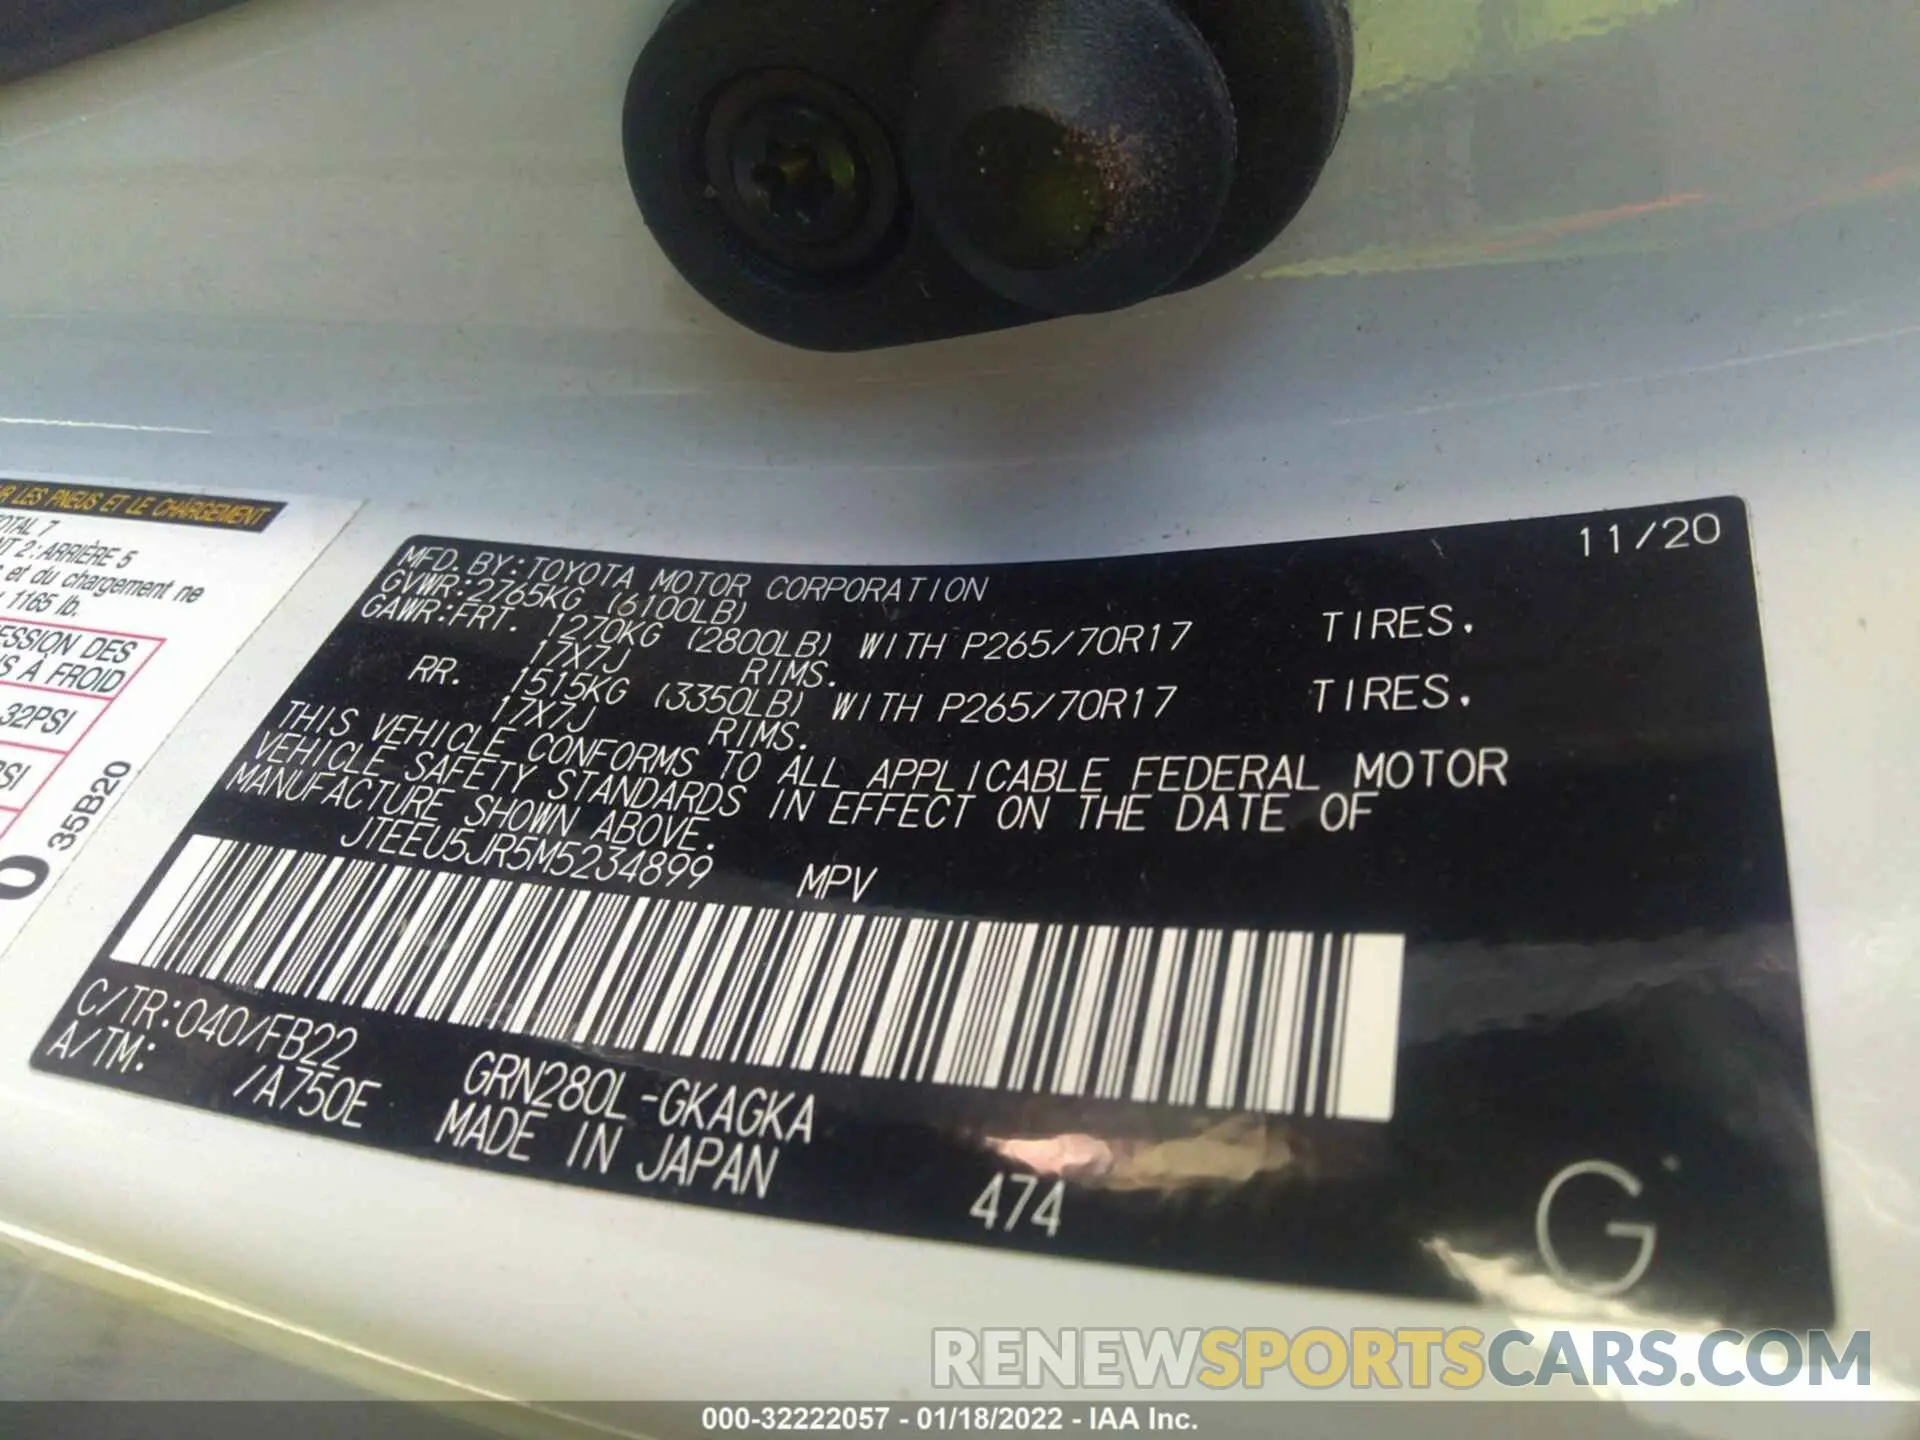 R LES PNEUS ET LE CHARGEMENT
OTAL 7
NT 2 : ARRIÈRE 5
et du chargement ne
1165 lb.
ESSION DES
S À FROID
32PSI
PSI
35B20
0
11/20
MFD. BY: TOYOTA MOTOR CORPORATION
GVWR: 2765KG (6100LB)
GAWR: FRT. 1270KG (2800LB) WITH P265/70R17 TIRES.
17X7J RIMS.
RR. 1515KG (3350LB) WITH P265/70R17 TIRES.
17X7J RIMS.
THIS VEHICLE CONFORMS TO ALL APPLICABLE FEDERAL MOTOR
VEHICLE SAFETY STANDARDS IN EFFECT ON THE DATE OF
MANUFACTURE SHOWN ABOVE.
JTEEU5JR5M5234899 MPV
C/TR: 040/FB22
A/TM: /A750E
GRN280L-GKAGKA
MADE IN JAPAN
474
G
RENEWSPORTSCARS.COM
000-32222057 - 01/18/2022 - IAA Inc.